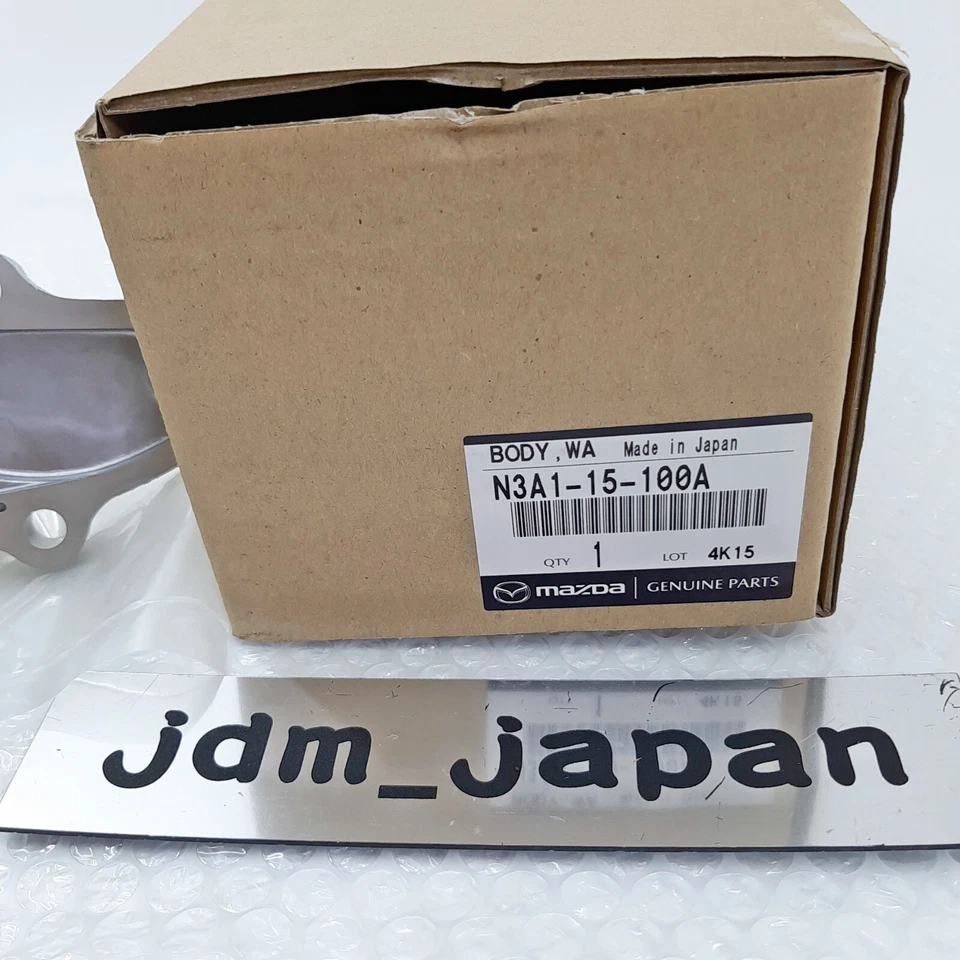 BODY,WA Made in Japan
N3A1-15-100A
QTY 1 LOT 4K15
mazda GENUINE PARTS
jdm_japan